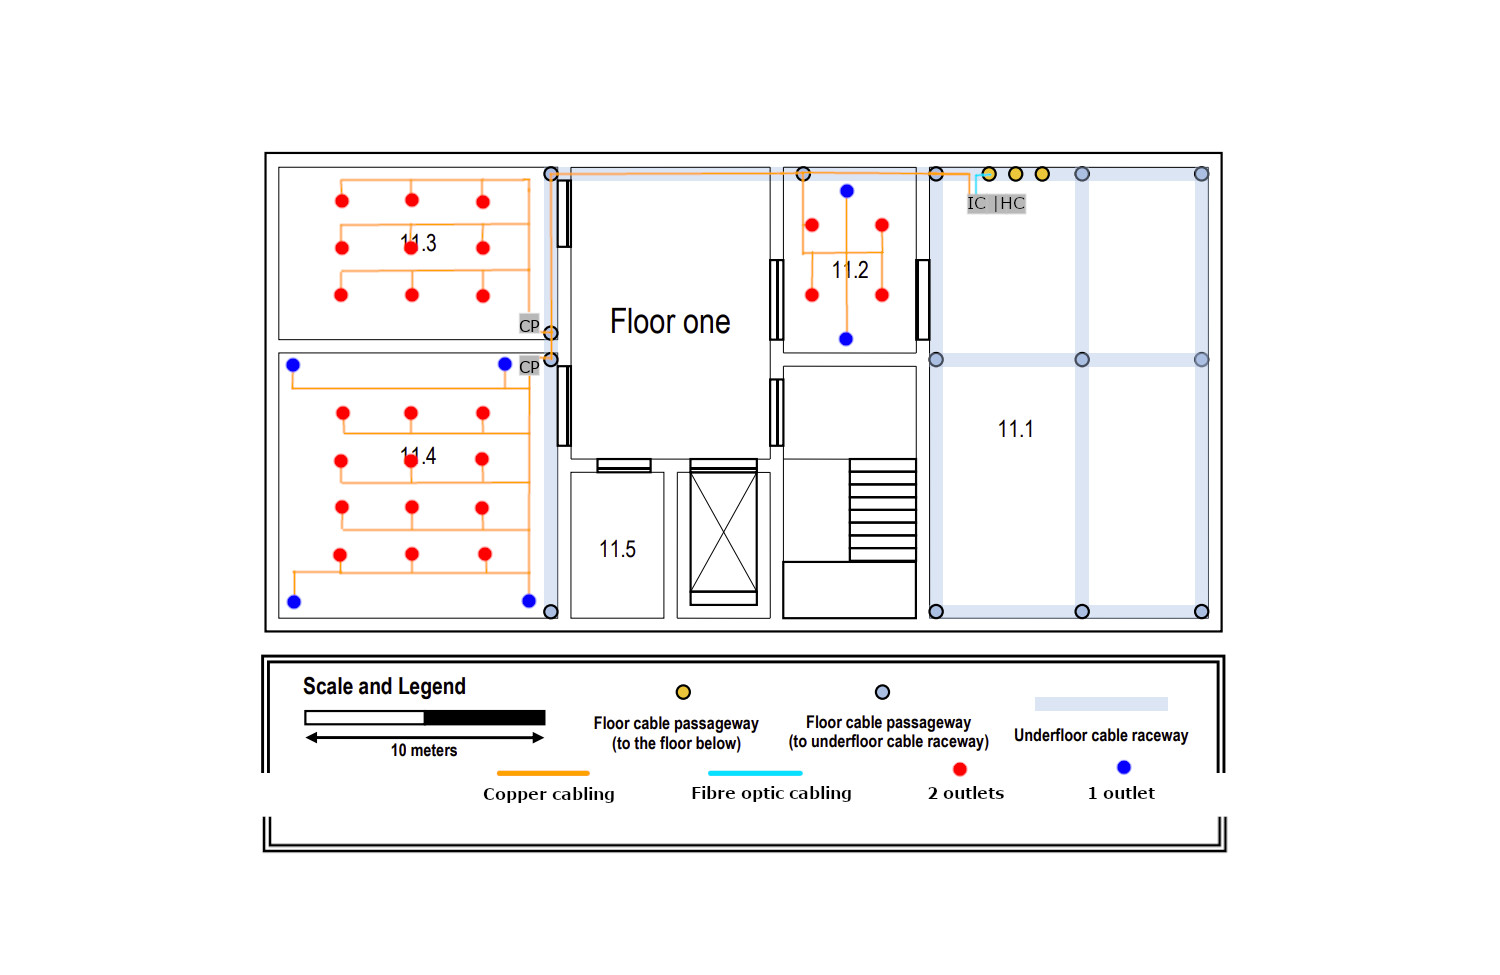 IC |HC
11.3
11.2
Floor one
CP
CP
11.1
11.4
11.5
Scale and Legend
10 meters
Floor cable passageway
(to the floor below)
Floor cable passageway
(to underfloor cable raceway)
Underfloor cable raceway
Copper cabling
Fibre optic cabling
2 outlets
1 outlet